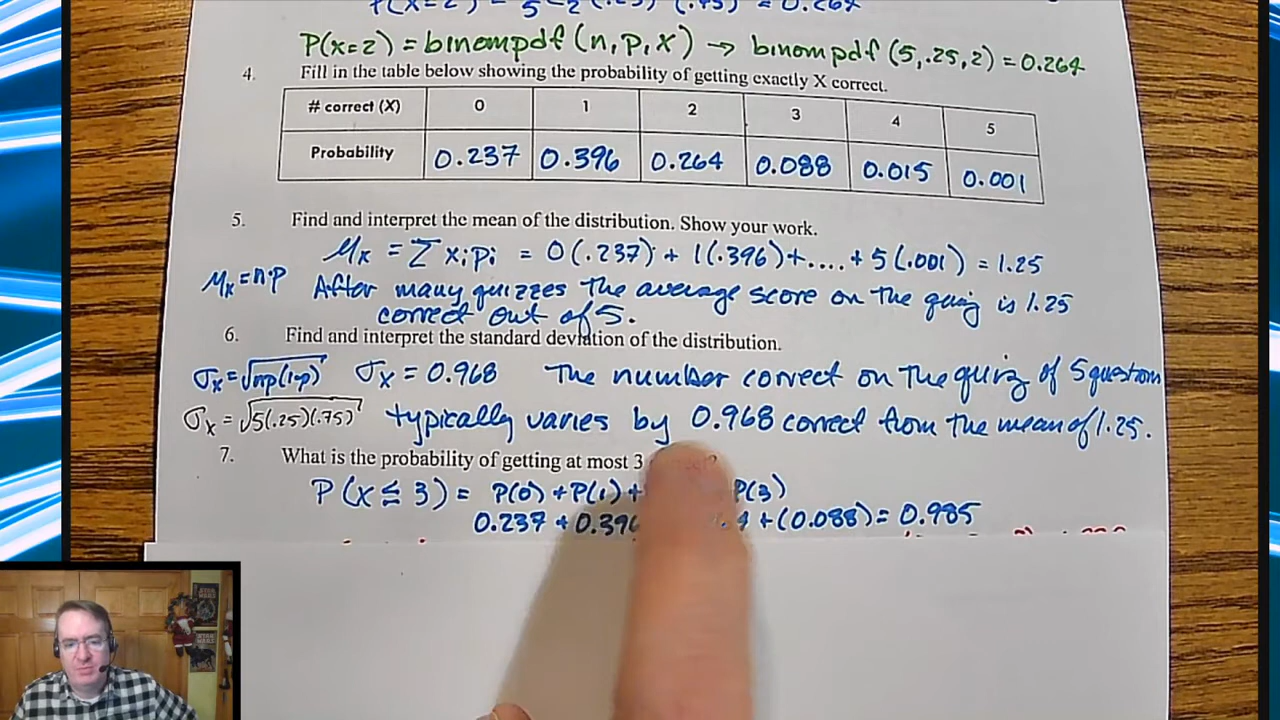 P(X=2) = 5C2 (.25) (.75) = 0.264
P(x=2) = binompdf (n, p, x) → binompdf (5, .25, 2) = 0.264
4. Fill in the table below showing the probability of getting exactly X correct.
# correct (X) 0 1 2 3 4 5
Probability 0.237 0.396 0.264 0.088 0.015 0.001
5. Find and interpret the mean of the distribution. Show your work.
μx = Σ xipi = 0(.237) + 1(.396)+....+ 5(.001) = 1.25
μx = n·p After many quizzes the average score on the quiz is 1.25
correct out of 5.
6. Find and interpret the standard deviation of the distribution.
σx = √np(1-p) σx = 0.968 The number correct on the quiz of 5 questions
σx = √5(.25)(.75) typically varies by 0.968 correct from the mean of 1.25.
7. What is the probability of getting at most 3
P(x ≤ 3) = P(0) + P(1) + P(3)
0.237 + 0.396 + (0.088) = 0.985